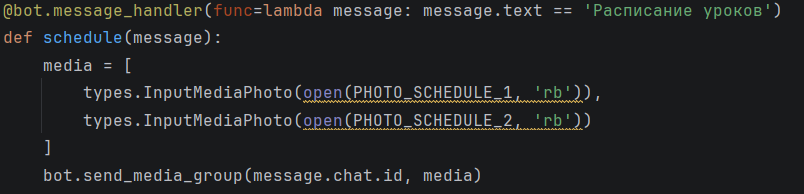 @bot.message_handler(func=lambda message: message.text == 'Расписание уроков')
def schedule(message):
    media = [
        types.InputMediaPhoto(open(PHOTO_SCHEDULE_1, 'rb')),
        types.InputMediaPhoto(open(PHOTO_SCHEDULE_2, 'rb'))
    ]
    bot.send_media_group(message.chat.id, media)